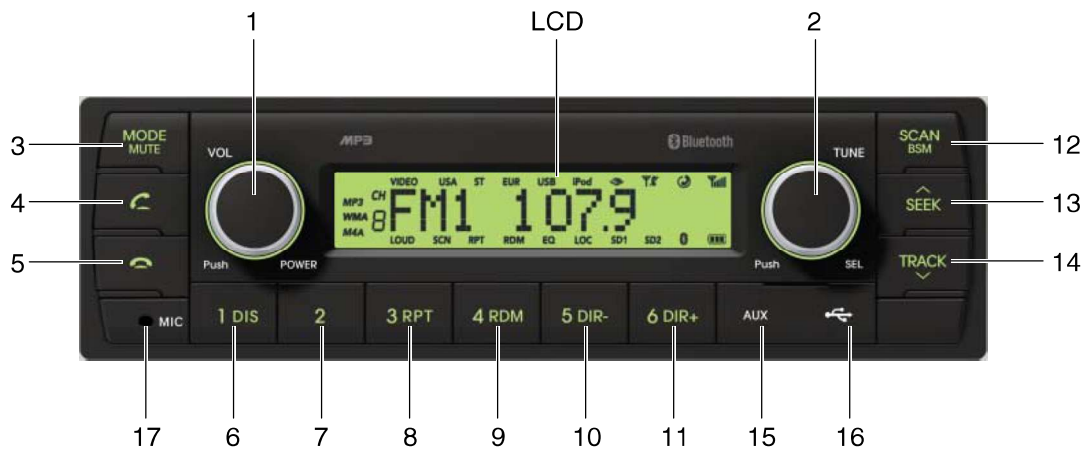 1 LCD 2
MODE
MUTE
VOL
MP3
Bluetooth
TUNE
SCAN
BSM
3
12
VIDEO USA ST EUR USB iPod
MP3 CH
WMA 8
M4A
FM1 107.9
LOUD SCN RPT RDM EQ LOC SD1 SD2
4
SEEK
13
5
Push POWER
Push SEL
TRACK
14
MIC
1 DIS
2
3 RPT
4 RDM
5 DIR-
6 DIR+
AUX
17 6 7 8 9 10 11 15 16